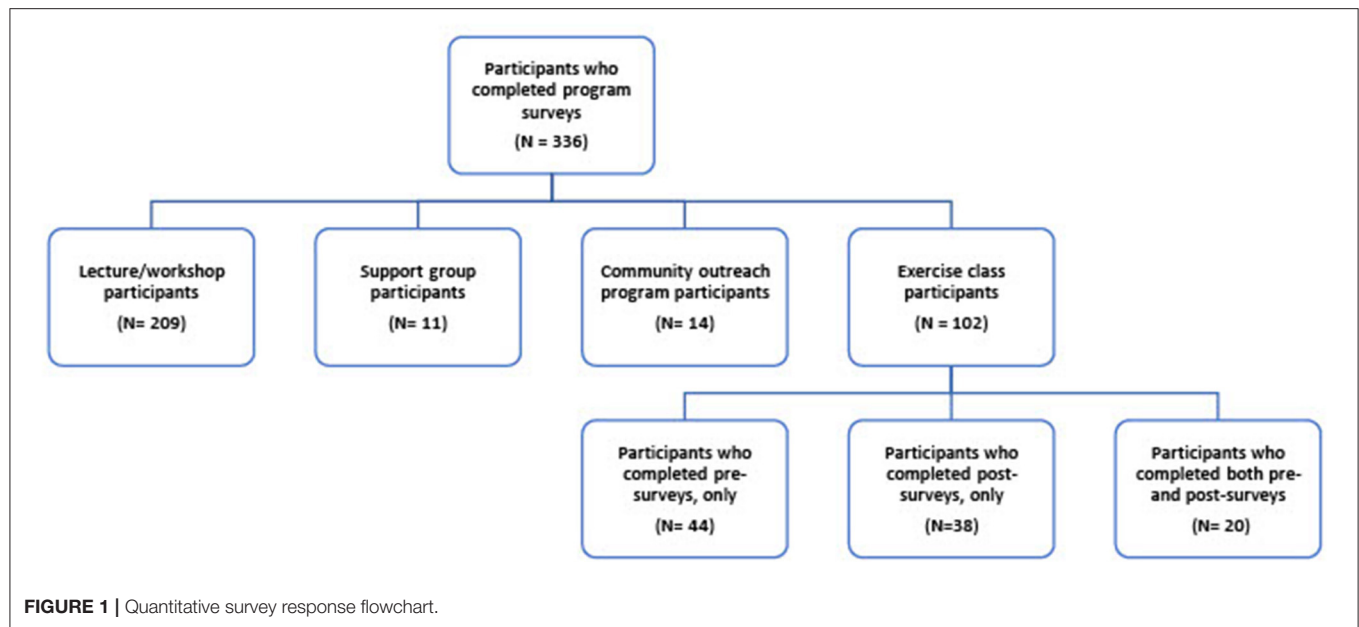 Participants who
completed program
surveys
(N = 336)
Lecture/workshop
participants
(N= 209)
Support group
participants
(N= 11)
Community outreach
program participants
(N= 14)
Exercise class
participants
(N = 102)
Participants who
completed pre-
surveys, only
(N= 44)
Participants who
completed post-
surveys, only
(N=38)
Participants who
completed both pre-
and post-surveys
(N= 20)
FIGURE 1 | Quantitative survey response flowchart.